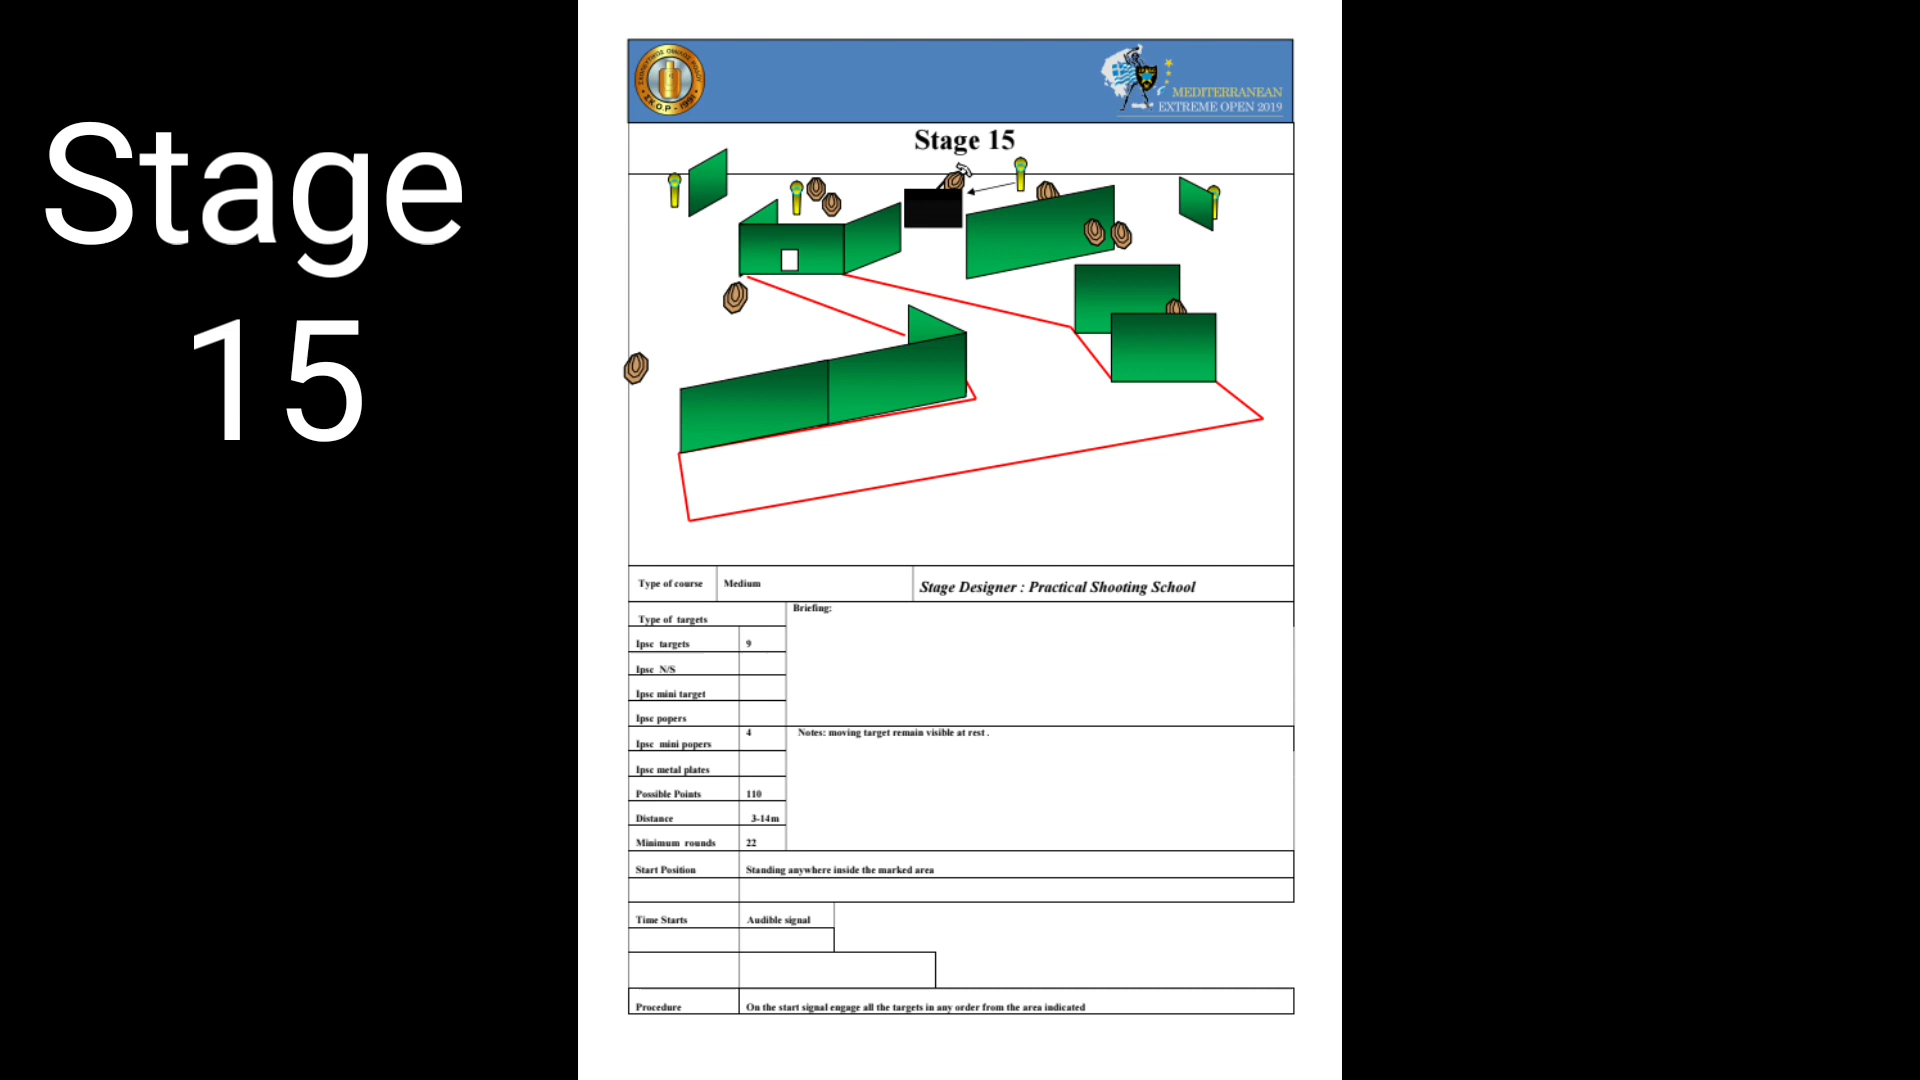 Stage
15
ΣΚΟΠΕΥΤΙΚΟΣ ΟΜΙΛΟΣ ΡΟΔΟΥ
Σ.Κ.Ο.Ρ - 1991
MEDITERRANEAN
EXTREME OPEN 2019
Stage 15
Type of course Medium Stage Designer : Practical Shooting School
Type of targets Briefing:
Ipsc targets 9
Ipsc N/S
Ipsc mini target
Ipsc popers
Ipsc mini popers 4 Notes: moving target remain visible at rest .
Ipsc metal plates
Possible Points 110
Distance 3-14m
Minimum rounds 22
Start Position Standing anywhere inside the marked area
Time Starts Audible signal
Procedure On the start signal engage all the targets in any order from the area indicated